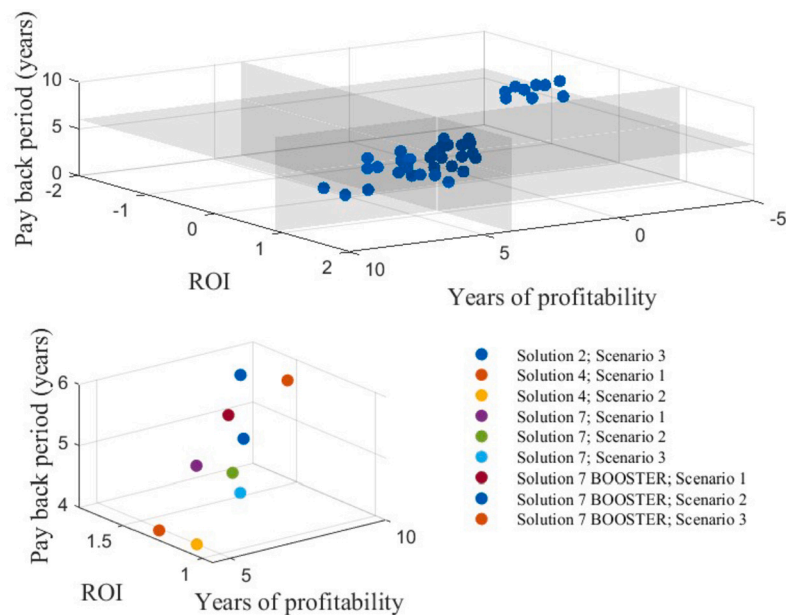 Pay back period (years)
10
5
0
-2
-1
0
1
2
10
5
0
-5
ROI
Years of profitability
Pay back period (years)
6
5
4
1.5
1
5
10
ROI
Years of profitability
Solution 2; Scenario 3
Solution 4; Scenario 1
Solution 4; Scenario 2
Solution 7; Scenario 1
Solution 7; Scenario 2
Solution 7; Scenario 3
Solution 7 BOOSTER; Scenario 1
Solution 7 BOOSTER; Scenario 2
Solution 7 BOOSTER; Scenario 3